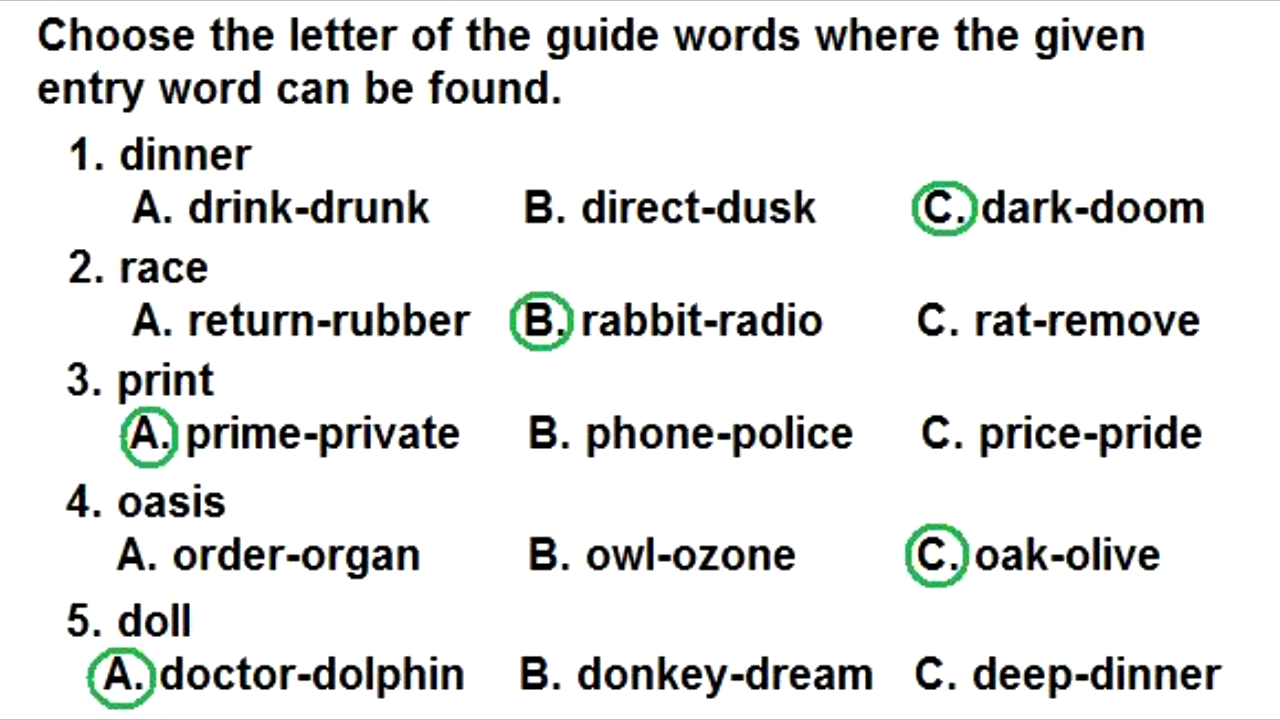 Choose the letter of the guide words where the given
entry word can be found.
1. dinner
A. drink-drunk B. direct-dusk C. dark-doom
2. race
A. return-rubber B. rabbit-radio C. rat-remove
3. print
A. prime-private B. phone-police C. price-pride
4. oasis
A. order-organ B. owl-ozone C. oak-olive
5. doll
A. doctor-dolphin B. donkey-dream C. deep-dinner